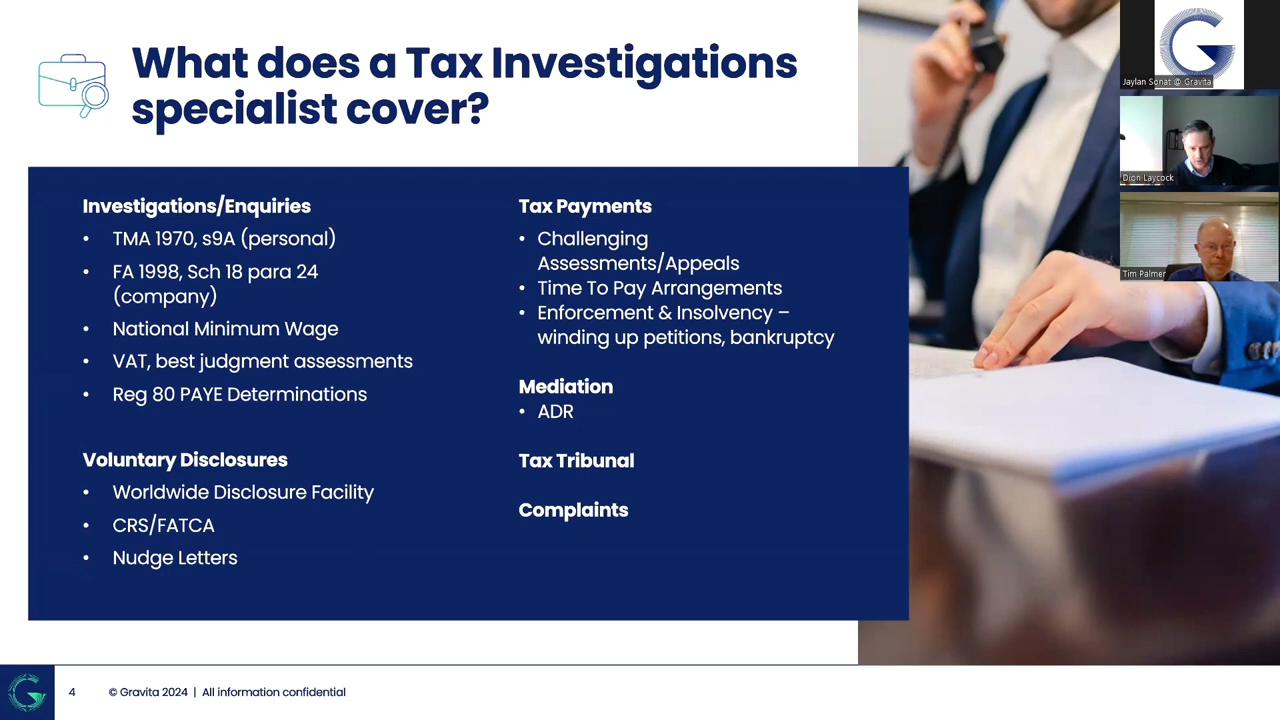 What does a Tax Investigations
specialist cover?
Investigations/Enquiries
• TMA 1970, s9A (personal)
• FA 1998, Sch 18 para 24
(company)
• National Minimum Wage
• VAT, best judgment assessments
• Reg 80 PAYE Determinations
Voluntary Disclosures
• Worldwide Disclosure Facility
• CRS/FATCA
• Nudge Letters
Tax Payments
• Challenging
Assessments/Appeals
• Time To Pay Arrangements
• Enforcement & Insolvency –
winding up petitions, bankruptcy
Mediation
• ADR
Tax Tribunal
Complaints
Jaylan Sonat @ Gravita
Dion Laycock
Tim Palmer
4 © Gravita 2024 | All information confidential